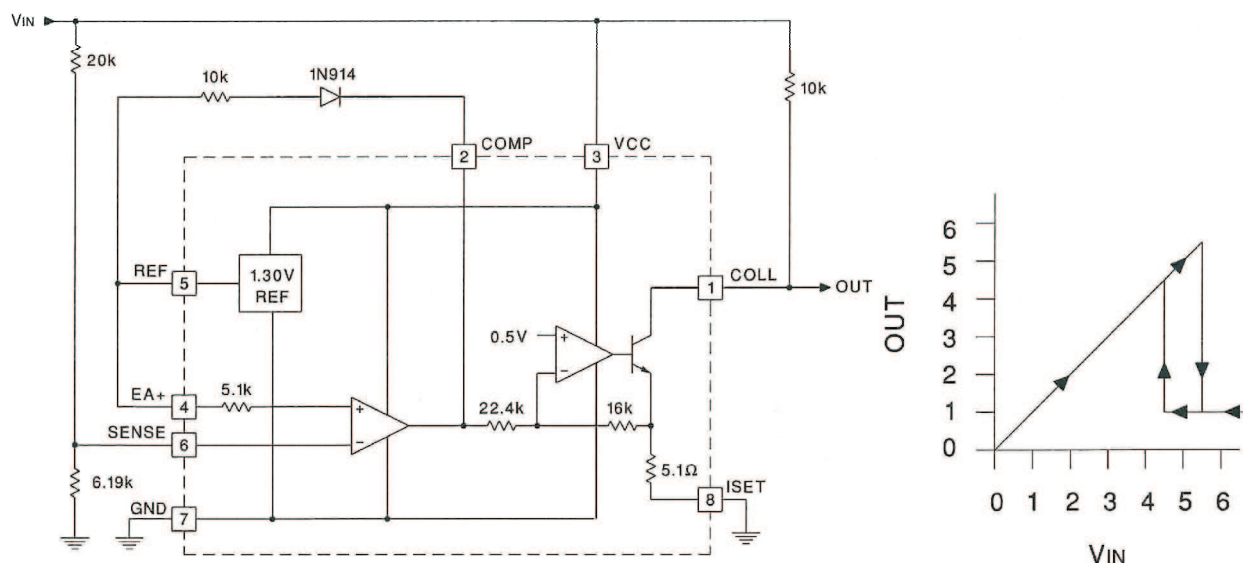 VIN
20k
10k
1N914
10k
COMP
2
3
VCC
REF
5
1.30V
REF
1
COLL
OUT
0.5V
EA+
4
5.1k
SENSE
6
22.4k
16k
6.19k
5.1Ω
GND
7
8
ISET
OUT
6
5
4
3
2
1
0
0 1 2 3 4 5 6
VIN